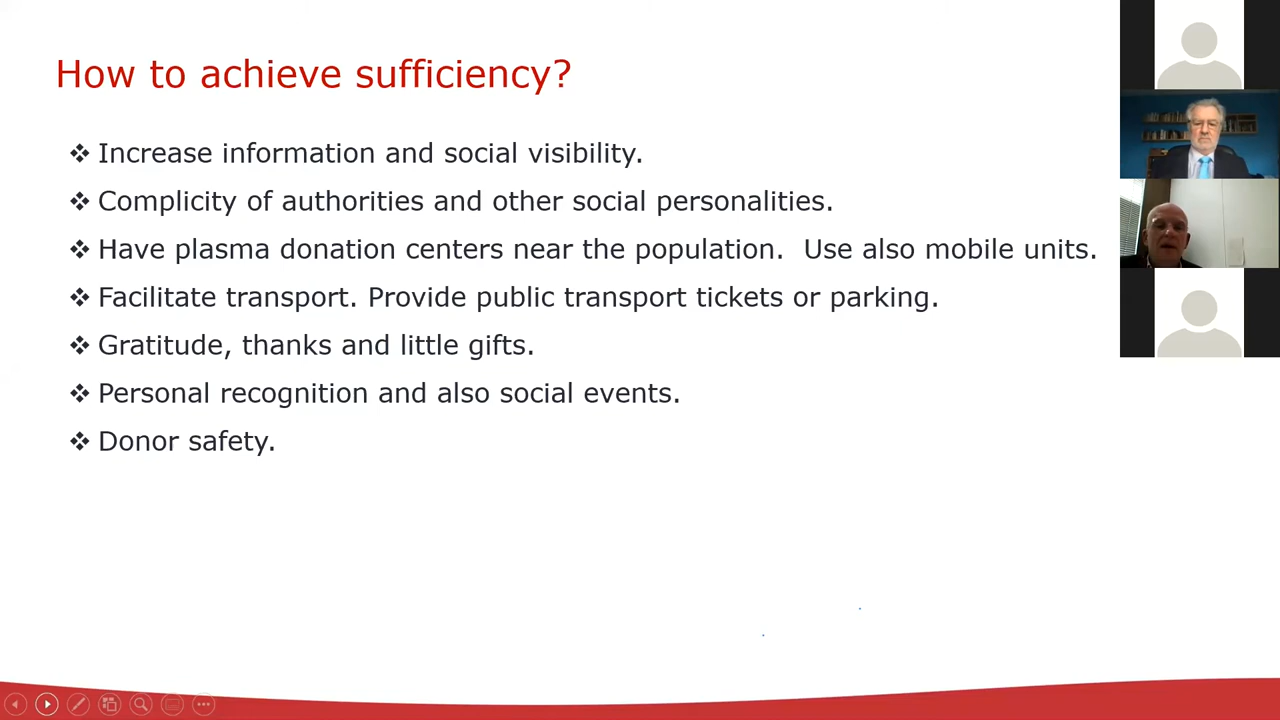 How to achieve sufficiency?
❖ Increase information and social visibility.
❖ Complicity of authorities and other social personalities.
❖ Have plasma donation centers near the population.  Use also mobile units.
❖ Facilitate transport. Provide public transport tickets or parking.
❖ Gratitude, thanks and little gifts.
❖ Personal recognition and also social events.
❖ Donor safety.